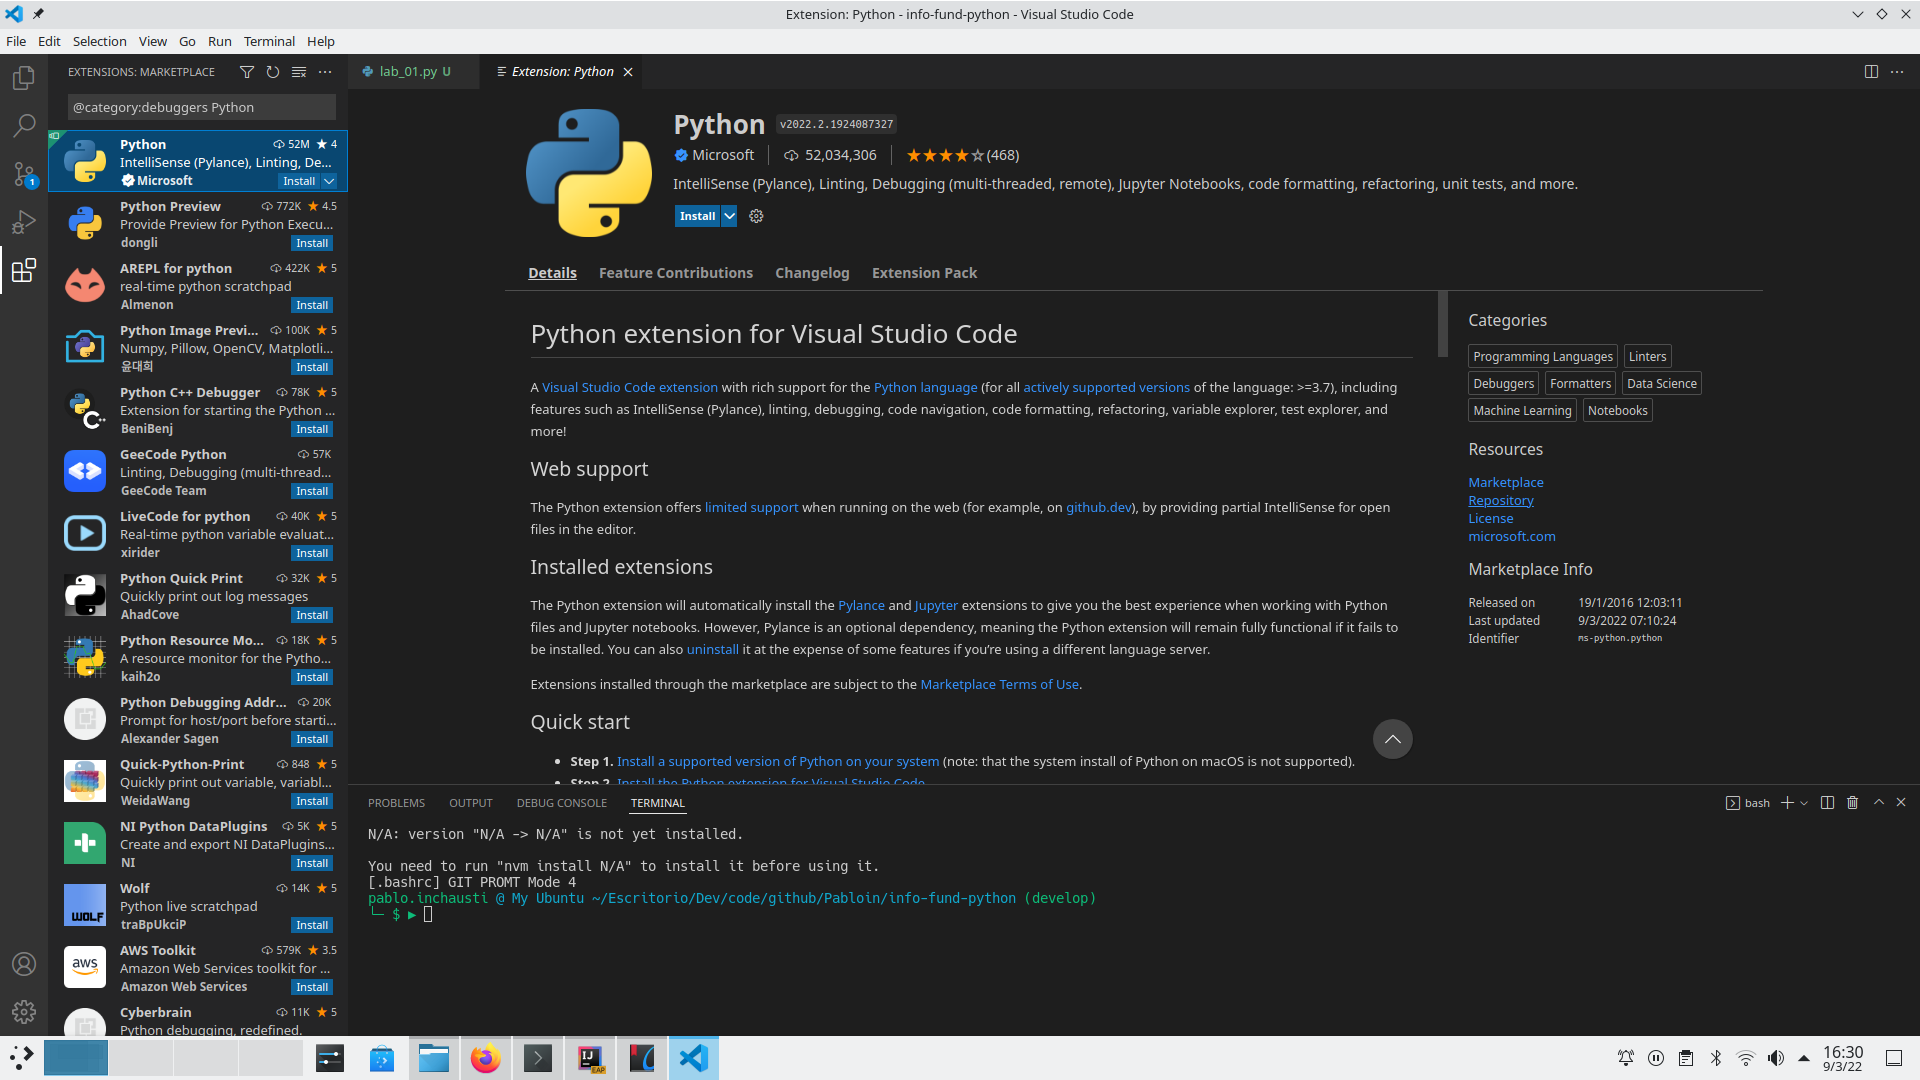 Extension: Python - info-fund-python - Visual Studio Code
File Edit Selection View Go Run Terminal Help
EXTENSIONS: MARKETPLACE
@category:debuggers Python
Python 52M ★ 4
IntelliSense (Pylance), Linting, De...
Microsoft Install
Python Preview 772K ★ 4.5
Provide Preview for Python Execu...
dongli Install
AREPL for python 422K ★ 5
real-time python scratchpad
Almenon Install
Python Image Previ... 100K ★ 5
Numpy, Pillow, OpenCV, Matplotli...
윤대희 Install
Python C++ Debugger 78K ★ 5
Extension for starting the Python ...
BeniBenj Install
GeeCode Python 57K
Linting, Debugging (multi-thread...
GeeCode Team Install
LiveCode for python 40K ★ 5
Real-time python variable evaluat...
xirider Install
Python Quick Print 32K ★ 5
Quickly print out log messages
AhadCove Install
Python Resource Mo... 18K ★ 5
A resource monitor for the Pytho...
kaih2o Install
Python Debugging Addr... 20K
Prompt for host/port before starti...
Alexander Sagen Install
Quick-Python-Print 848 ★ 5
Quickly print out variable, variabl...
WeidaWang Install
NI Python DataPlugins 5K ★ 5
Create and export NI DataPlugins...
NI Install
Wolf 14K ★ 5
Python live scratchpad
traBpUkciP Install
WOLF
AWS Toolkit 579K ★ 3.5
Amazon Web Services toolkit for ...
Amazon Web Services Install
aws
Cyberbrain 11K ★ 5
Python debugging, redefined.
lab_01.py U
Extension: Python
Python v2022.2.1924087327
Microsoft 52,034,306 ★★★★☆(468)
IntelliSense (Pylance), Linting, Debugging (multi-threaded, remote), Jupyter Notebooks, code formatting, refactoring, unit tests, and more.
Install
Details Feature Contributions Changelog Extension Pack
Python extension for Visual Studio Code
A Visual Studio Code extension with rich support for the Python language (for all actively supported versions of the language: >=3.7), including
features such as IntelliSense (Pylance), linting, debugging, code navigation, code formatting, refactoring, variable explorer, test explorer, and
more!
Web support
The Python extension offers limited support when running on the web (for example, on github.dev), by providing partial IntelliSense for open
files in the editor.
Installed extensions
The Python extension will automatically install the Pylance and Jupyter extensions to give you the best experience when working with Python
files and Jupyter notebooks. However, Pylance is an optional dependency, meaning the Python extension will remain fully functional if it fails to
be installed. You can also uninstall it at the expense of some features if you're using a different language server.
Extensions installed through the marketplace are subject to the Marketplace Terms of Use.
Quick start
• Step 1. Install a supported version of Python on your system (note: that the system install of Python on macOS is not supported).
• Step 2. Install the Python extension for Visual Studio Code
Categories
Programming Languages Linters
Debuggers Formatters Data Science
Machine Learning Notebooks
Resources
Marketplace
Repository
License
microsoft.com
Marketplace Info
Released on 19/1/2016 12:03:11
Last updated 9/3/2022 07:10:24
Identifier ms-python.python
PROBLEMS OUTPUT DEBUG CONSOLE TERMINAL
bash
N/A: version "N/A -> N/A" is not yet installed.
You need to run "nvm install N/A" to install it before using it.
[.bashrc] GIT PROMT Mode 4
pablo.inchausti @ My Ubuntu ~/Escritorio/Dev/code/github/Pabloin/info-fund-python (develop)
└─ $ ▶
1
IJ
EAP
16:30
9/3/22